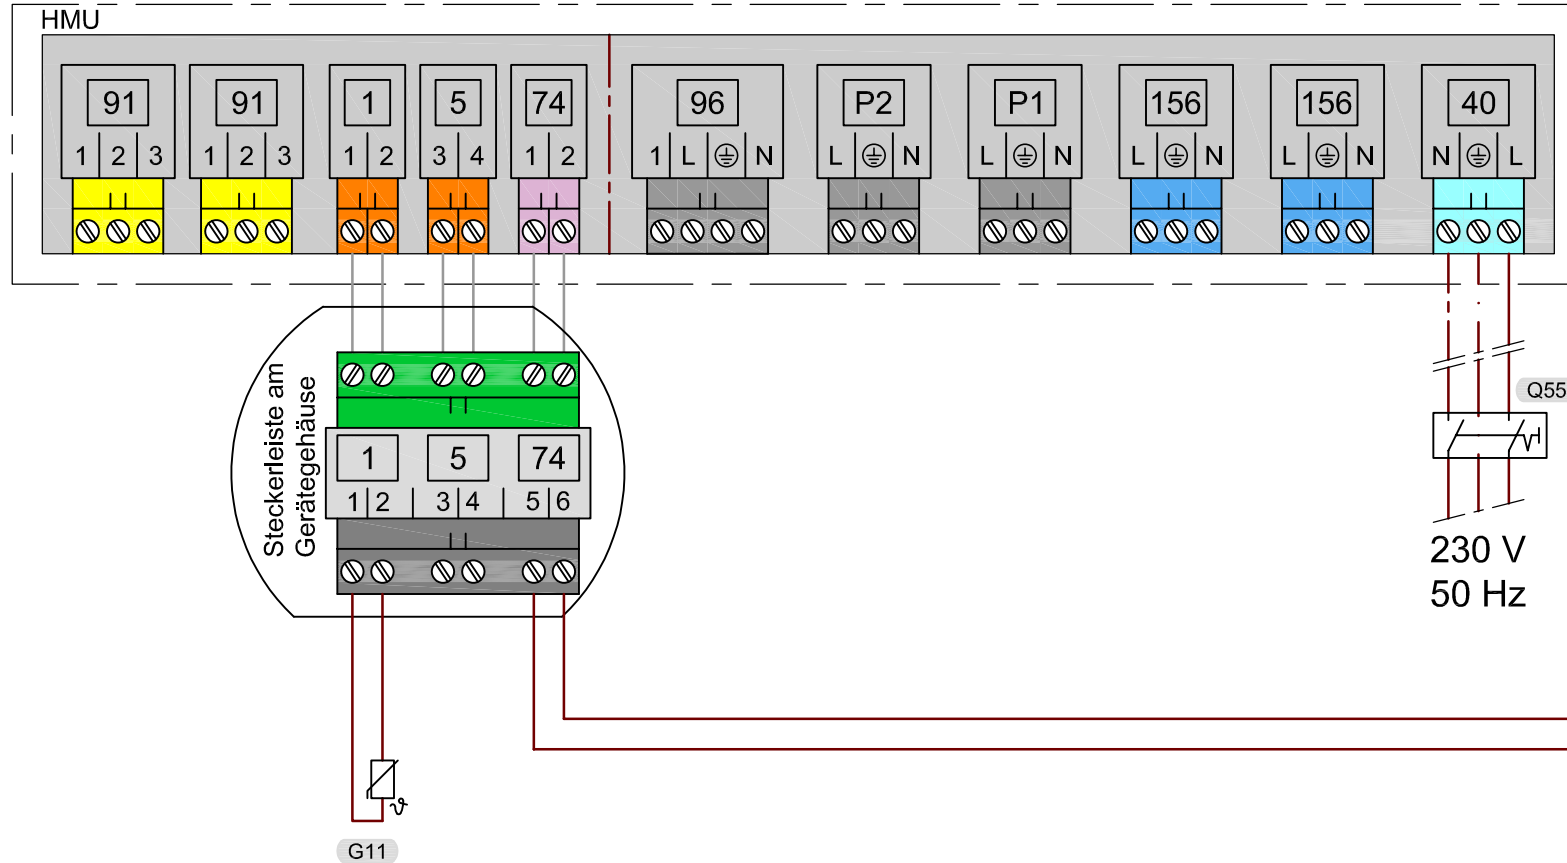 HMU
91 91 1 5 74 96 P2 P1 156 156 40
1 2 3 1 2 3 1 2 3 4 1 2 1 L N L N L N L N L N N L
Steckerleiste am
Gerätegehäuse
1 5 74
1 2 3 4 5 6
Q55
230 V
50 Hz
ϑ
G11